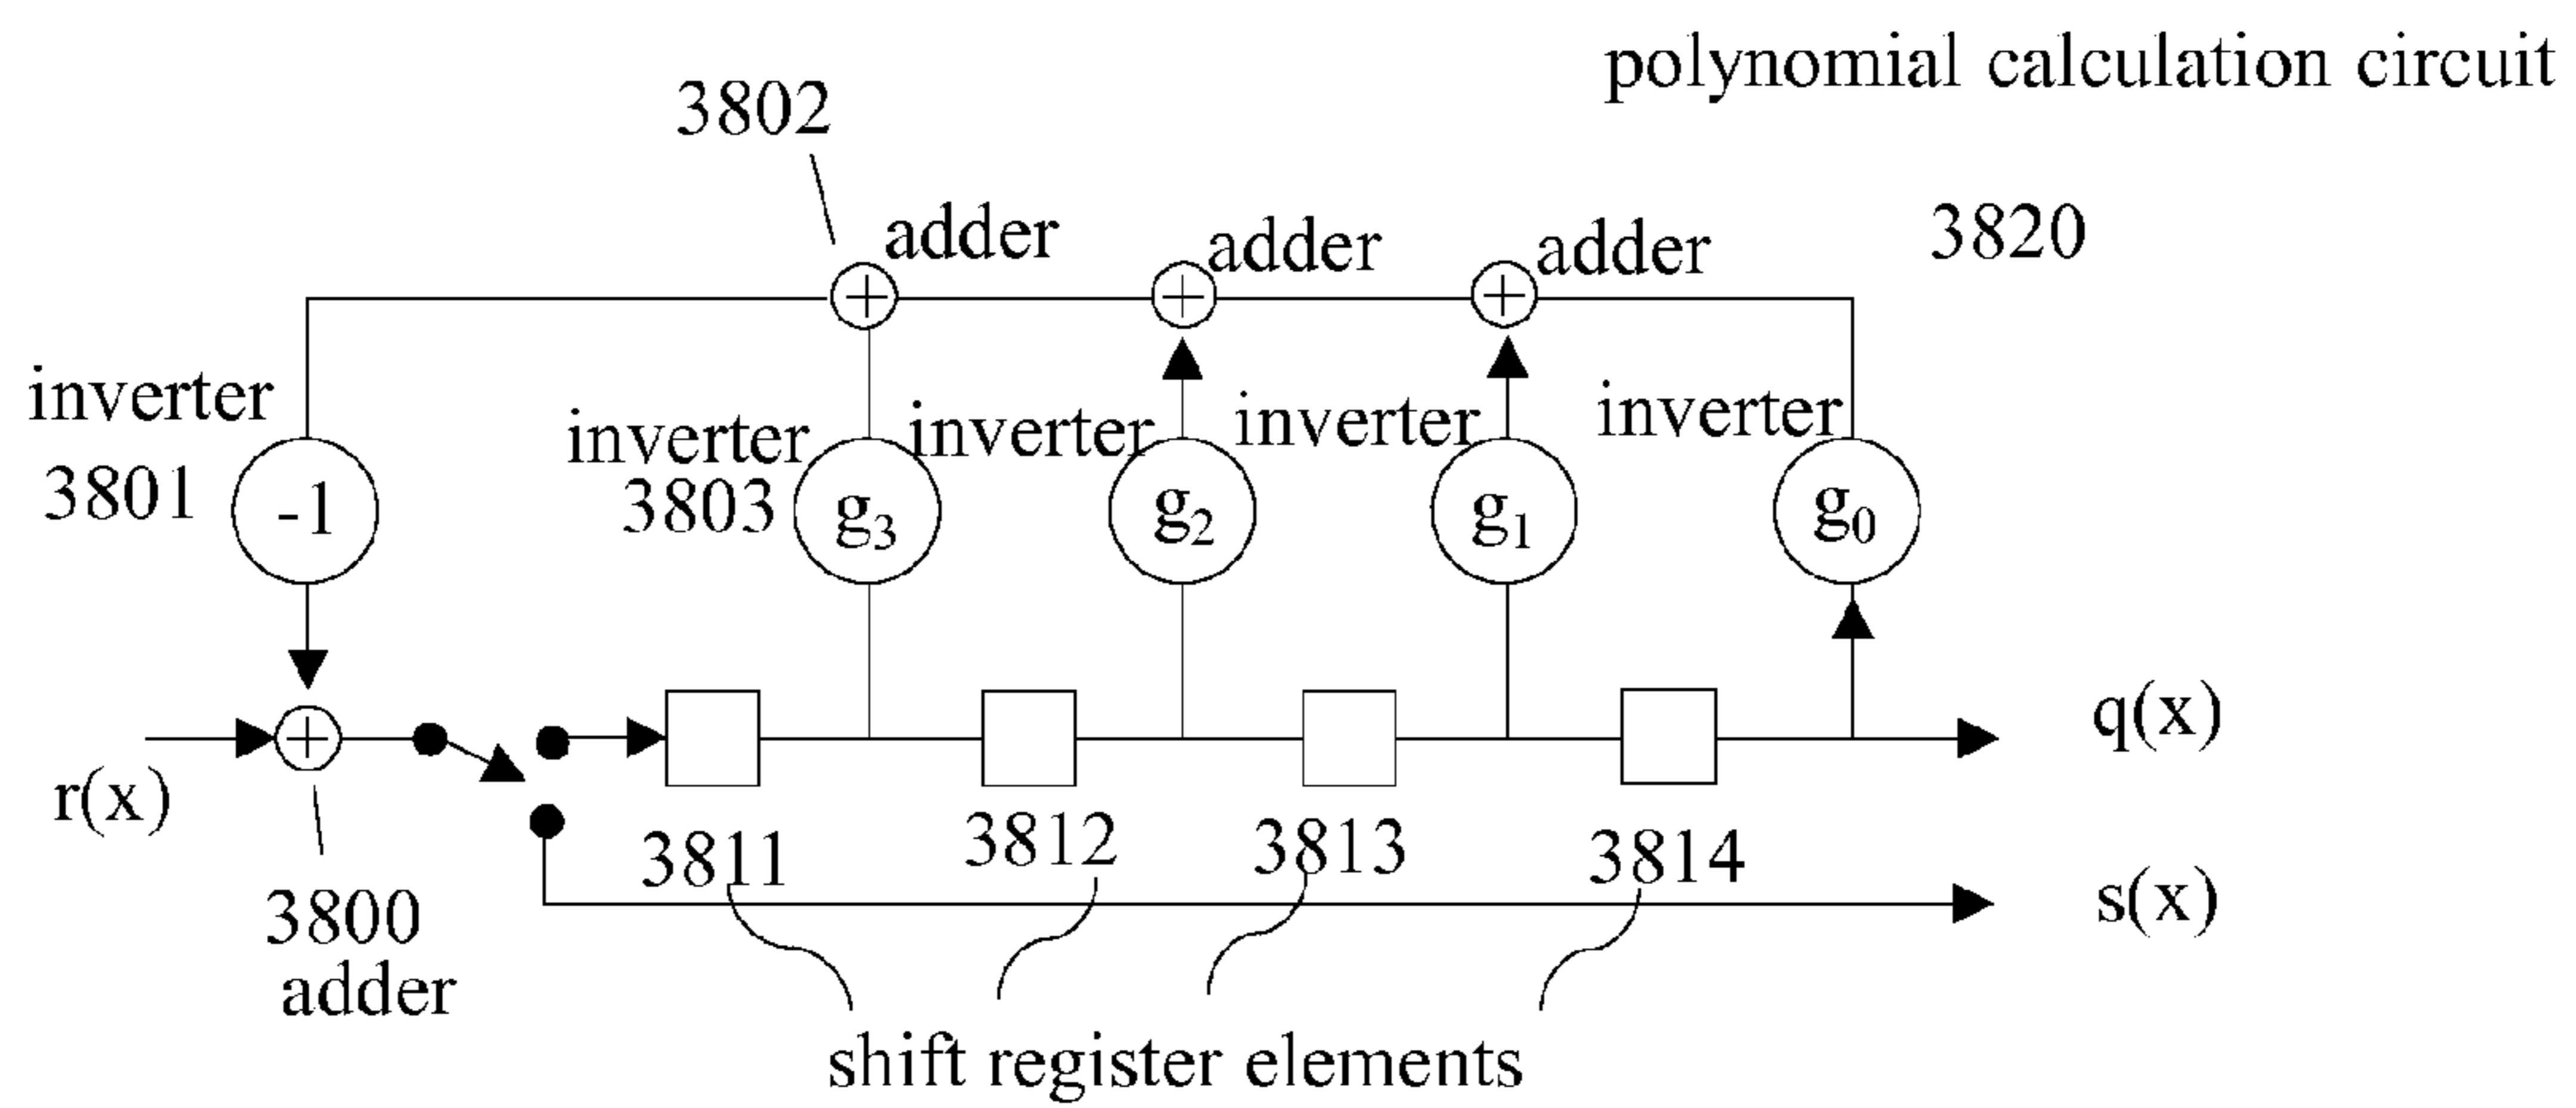 polynomial calculation circuit
3802
adder
adder
adder
3820
inverter
3801
-1
inverter
3803
g3
inverter
g2
inverter
g1
inverter
g0
r(x)
q(x)
3811
3812
3813
3814
s(x)
3800
adder
shift register elements